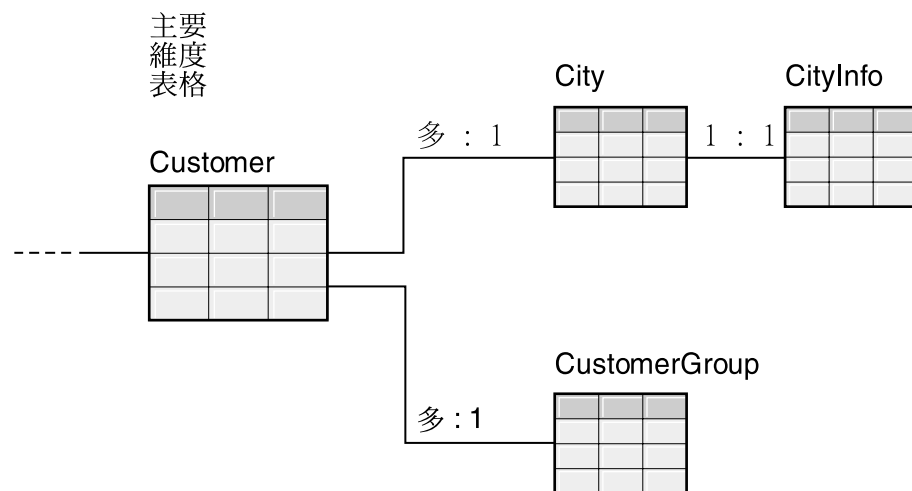 主要
維度
表格
City
CityInfo
多 : 1
1 : 1
Customer
CustomerGroup
多 : 1